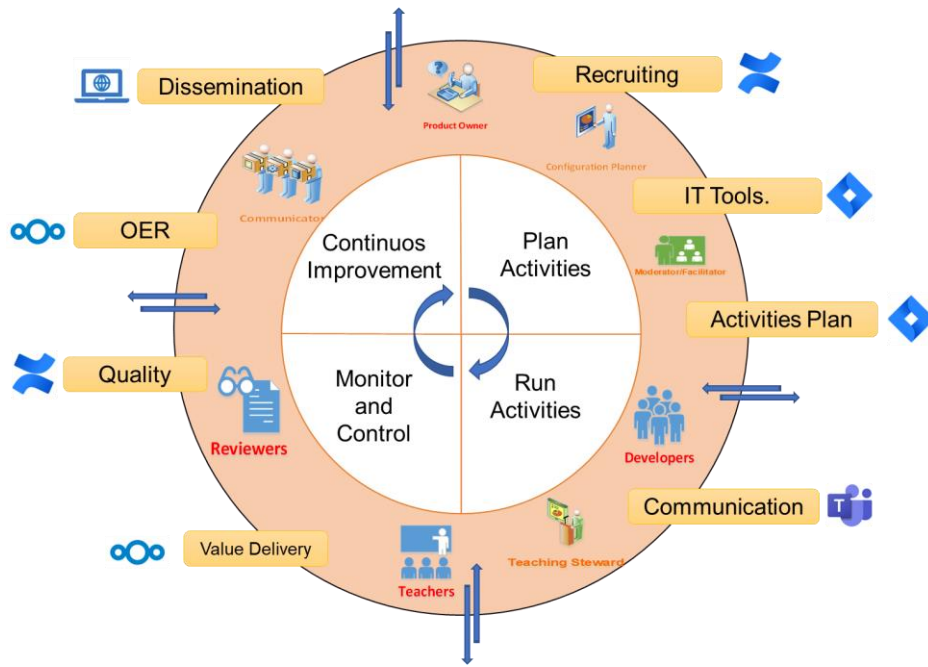 Dissemination
Recruiting
?
Product Owner
Configuration Planner
Communicator
IT Tools.
OER
Continuos
Improvement
Plan
Activities
Moderator/Facilitator
Activities Plan
Quality
Monitor
and
Control
Run
Activities
Reviewers
Developers
Communication
T
Value Delivery
Teaching Steward
Teachers